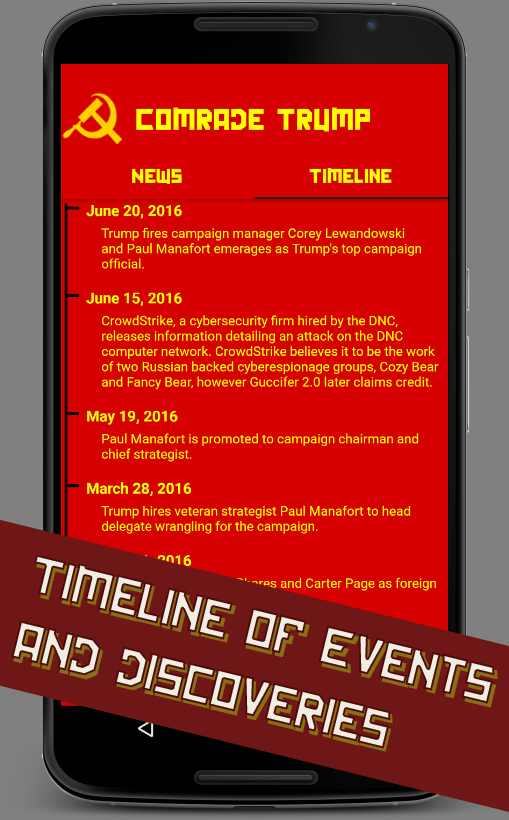 COMRADE TRUMP
NEWS TIMELINE
June 20, 2016
Trump fires campaign manager Corey Lewandowski
and Paul Manafort emerages as Trump's top campaign
official.
June 15, 2016
CrowdStrike, a cybersecurity firm hired by the DNC,
releases information detailing an attack on the DNC
computer network. CrowdStrike believes it to be the work
of two Russian backed cyberespionage groups, Cozy Bear
and Fancy Bear, however Guccifer 2.0 later claims credit.
May 19, 2016
Paul Manafort is promoted to campaign chairman and
chief strategist.
March 28, 2016
Trump hires veteran strategist Paul Manafort to head
delegate wrangling for the campaign.
2016
and Carter Page as foreign
TIMELINE OF EVENTS
AND DISCOVERIES